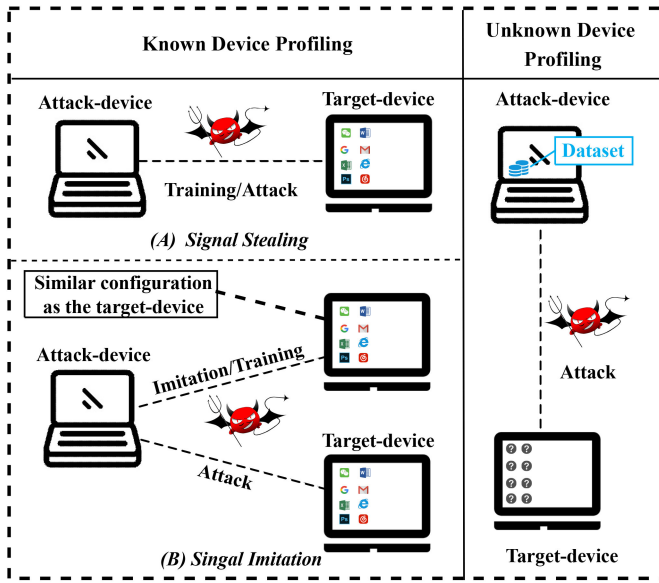 Known Device Profiling
Unknown Device
Profiling
Attack-device
Target-device
Training/Attack
(A) Signal Stealing
Similar configuration
as the target-device
Attack-device
Imitation/Training
Target-device
Attack
(B) Singal Imitation
Attack-device
Dataset
Attack
Target-device